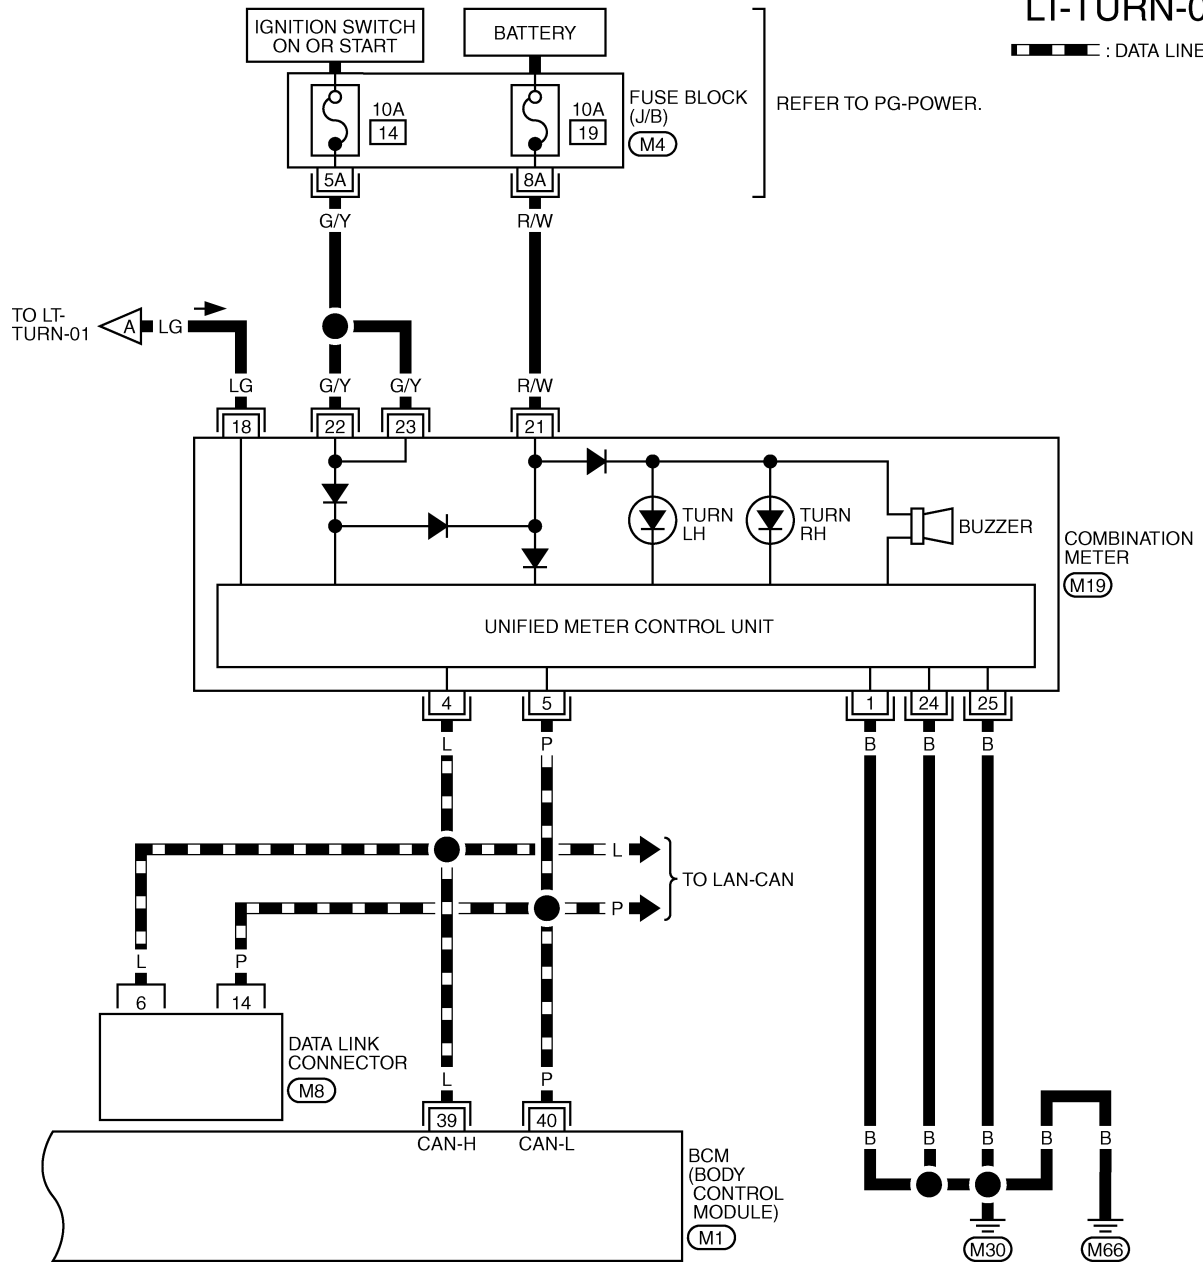 LT-TURN-0
: DATA LINE
IGNITION SWITCH
ON OR START
BATTERY
10A
14
10A
19
FUSE BLOCK
(J/B)
M4
REFER TO PG-POWER.
5A
8A
G/Y
R/W
TO LT-
TURN-01
A
LG
LG
G/Y
G/Y
R/W
18
22
23
21
TURN
LH
TURN
RH
BUZZER
COMBINATION
METER
M19
UNIFIED METER CONTROL UNIT
4
5
1
24
25
L
P
B
B
B
L
P
TO LAN-CAN
L
P
6
14
DATA LINK
CONNECTOR
M8
L
P
39
40
CAN-H
CAN-L
BCM
(BODY
CONTROL
MODULE)
M1
B
B
B
B
B
M30
M66